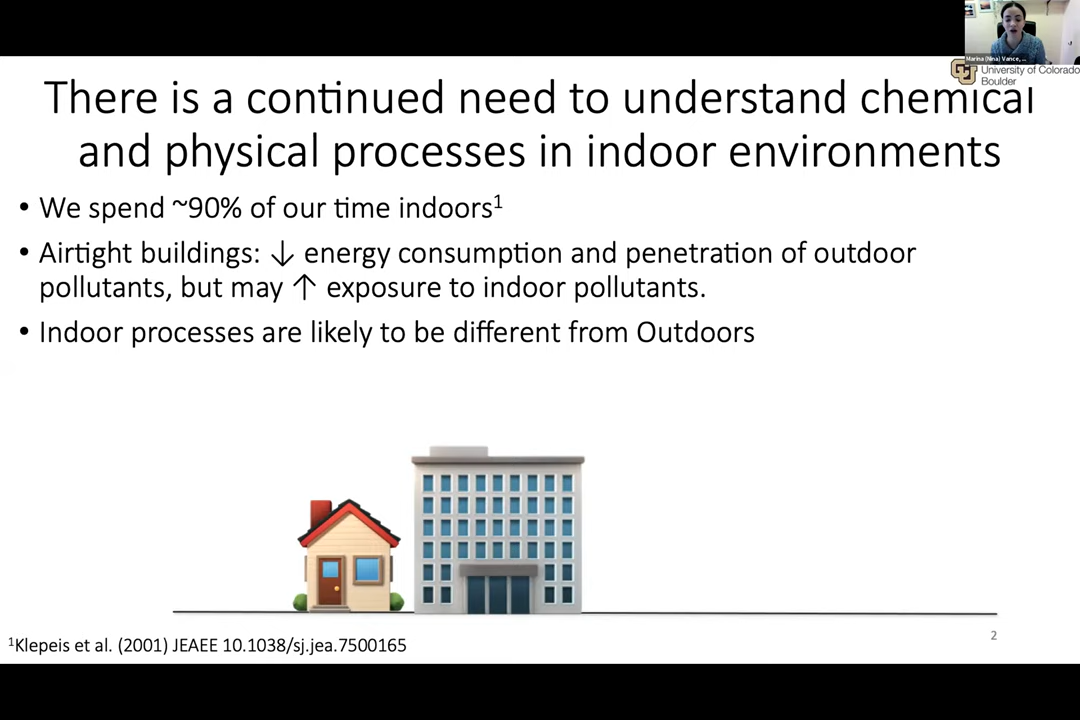 Marina (Nina) Vance, ...
University of Colorado
Boulder
There is a continued need to understand chemical
and physical processes in indoor environments
• We spend ~90% of our time indoors1
• Airtight buildings: ↓ energy consumption and penetration of outdoor
pollutants, but may ↑ exposure to indoor pollutants.
• Indoor processes are likely to be different from Outdoors
1Klepeis et al. (2001) JEAEE 10.1038/sj.jea.7500165
2